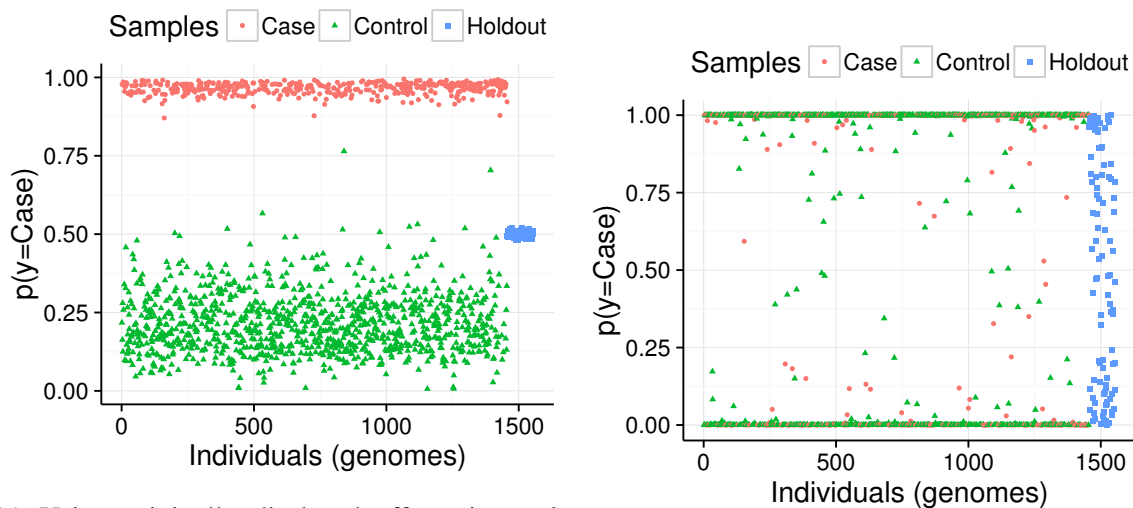 Samples Case Control Holdout
1.00
0.75
0.50
0.25
0.00
p(y=Case)
0 500 1000 1500
Individuals (genomes)
Samples Case Control Holdout
1.00
0.75
0.50
0.25
0.00
p(y=Case)
0 500 1000 1500
Individuals (genomes)